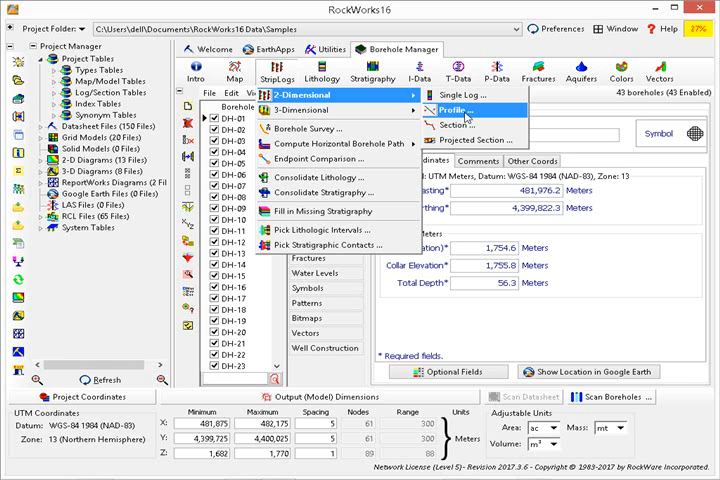 RockWorks16
Project Folder: C:\Users\dell\Documents\RockWorks16 Data\Samples Preferences Window Help 27%
Project Manager
Welcome EarthApps Utilities Borehole Manager
Project Tables
Types Tables
Map/Model Tables
Log/Section Tables
Index Tables
Synonym Tables
Datasheet Files (150 Files)
Grid Models (20 Files)
Solid Models (0 Files)
2-D Diagrams (13 Files)
3-D Diagrams (8 Files)
ReportWorks Diagrams (2 Fil
Google Earth Files (0 Files)
LAS Files (0 Files)
RCL Files (65 Files)
System Tables
Refresh
Intro Map StripLogs Lithology Stratigraphy I-Data T-Data P-Data Fractures Aquifers Colors Vectors
File Edit Vi
43 boreholes (43 Enabled)
Boreho
DH-01
DH-02
DH-03
DH-04
DH-05
DH-06
DH-07
DH-08
DH-09
DH-10
DH-11
DH-12
DH-13
DH-14
DH-15
DH-16
DH-17
DH-18
DH-19
DH-20
DH-21
DH-22
DH-23
2-Dimensional
3-Dimensional
Borehole Survey ...
Compute Horizontal Borehole Path
Endpoint Comparison ...
Consolidate Lithology ...
Consolidate Stratigraphy ...
Fill in Missing Stratigraphy
Pick Lithologic Intervals ...
Pick Stratigraphic Contacts ...
Single Log ...
Profile ...
Section ...
Projected Section ...
Fractures
Water Levels
Symbols
Patterns
Bitmaps
Vectors
Well Construction
Symbol
dinates Comments Other Coords
d: UTM Meters, Datum: WGS-84 1984 (NAD-83), Zone: 13
asting* 481,976.2 Meters
rthing* 4,399,822.3 Meters
Meters
ation)* 1,754.6 Meters
Collar Elevation* 1,755.8 Meters
Total Depth* 56.3 Meters
* Required fields.
Optional Fields Show Location in Google Earth
Project Coordinates Output (Model) Dimensions Scan Datasheet Scan Boreholes ...
UTM Coordinates
Datum: WGS-84 1984 (NAD-83)
Zone: 13 (Northern Hemisphere)
Minimum Maximum Spacing Nodes Range Units
X: 481,875 482,175 5 61 300
Y: 4,399,725 4,400,025 5 61 300 Meters
Z: 1,682 1,770 1 89 88
Adjustable Units
Area: ac Mass: mt
Volume: m³
Network License (Level 5)- Revision 2017.3.6 - Copyright © 1983-2017 by RockWare Incorporated.